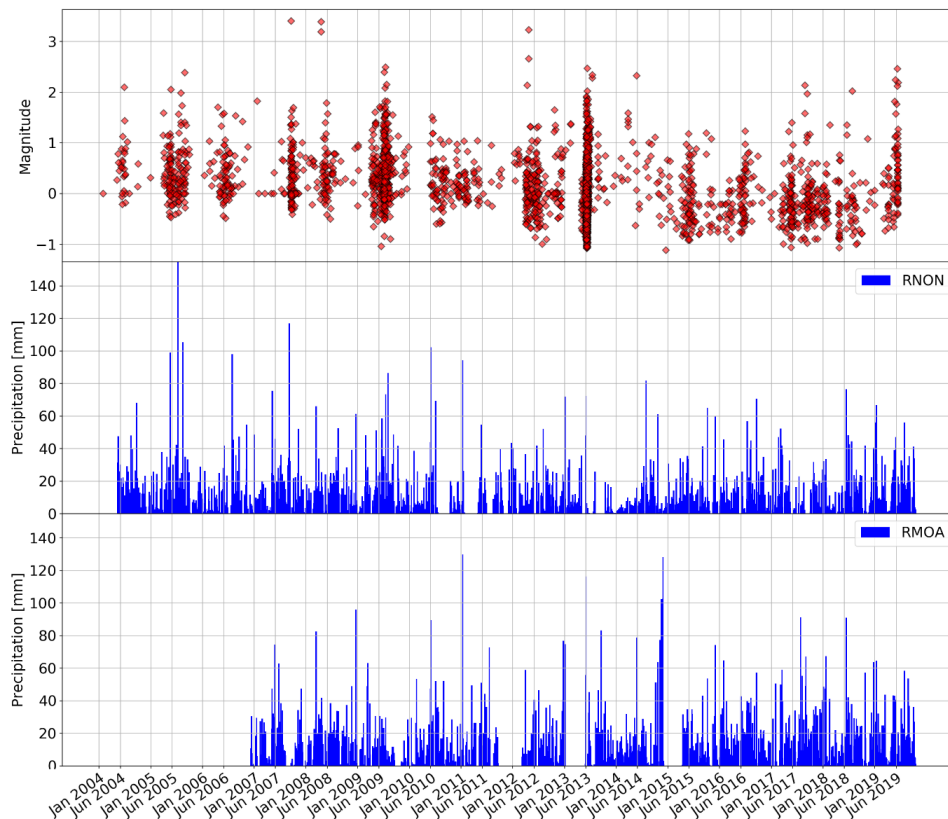 Magnitude
3
2
1
0
−1
Precipitation [mm]
140
120
100
80
60
40
20
0
RNON
Precipitation [mm]
140
120
100
80
60
40
20
0
RMOA
Jan 2004
Jun 2004
Jan 2005
Jun 2005
Jan 2006
Jun 2006
Jan 2007
Jun 2007
Jan 2008
Jun 2008
Jan 2009
Jun 2009
Jan 2010
Jun 2010
Jan 2011
Jun 2011
Jan 2012
Jun 2012
Jan 2013
Jun 2013
Jan 2014
Jun 2014
Jan 2015
Jun 2015
Jan 2016
Jun 2016
Jan 2017
Jun 2017
Jan 2018
Jun 2018
Jan 2019
Jun 2019